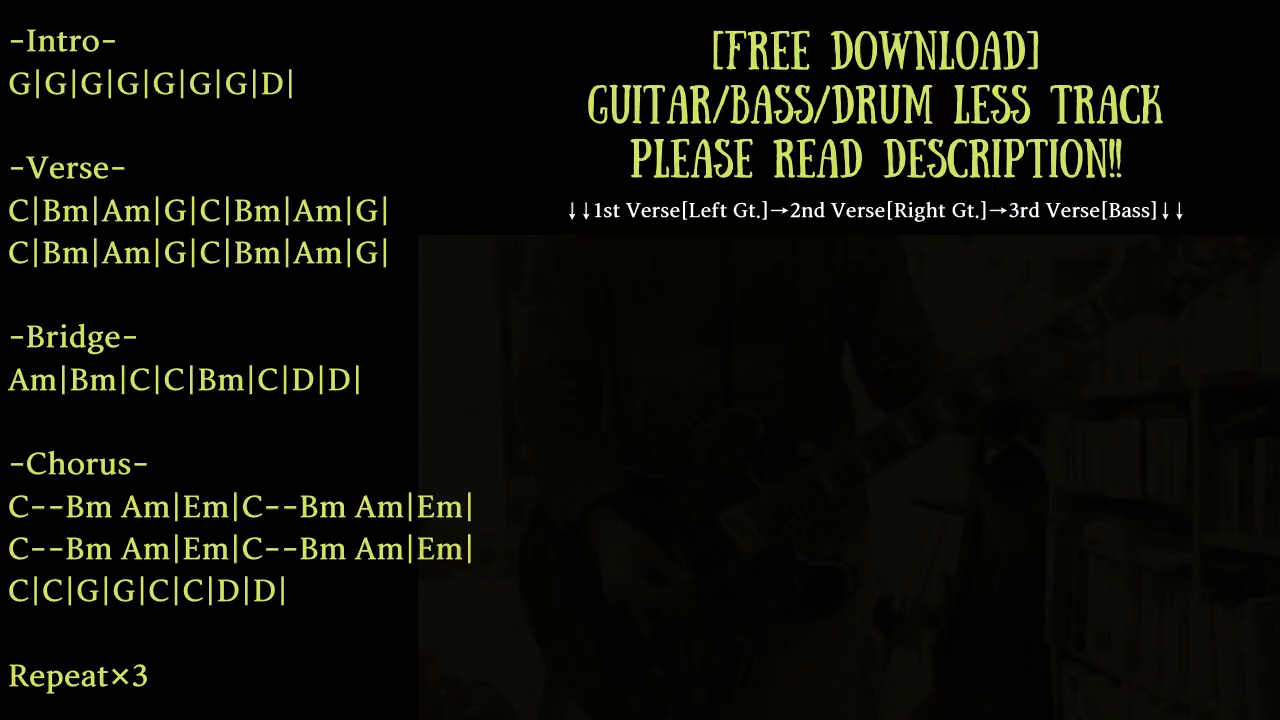 -Intro-
G|G|G|G|G|G|G|D|
-Verse-
C|Bm|Am|G|C|Bm|Am|G|
C|Bm|Am|G|C|Bm|Am|G|
-Bridge-
Am|Bm|C|C|Bm|C|D|D|
-Chorus-
C--Bm Am|Em|C--Bm Am|Em|
C--Bm Am|Em|C--Bm Am|Em|
C|C|G|G|C|C|D|D|
Repeat×3
[FREE DOWNLOAD]
GUITAR/BASS/DRUM LESS TRACK
PLEASE READ DESCRIPTION!!
↓↓1st Verse[Left Gt.]→2nd Verse[Right Gt.]→3rd Verse[Bass]↓↓